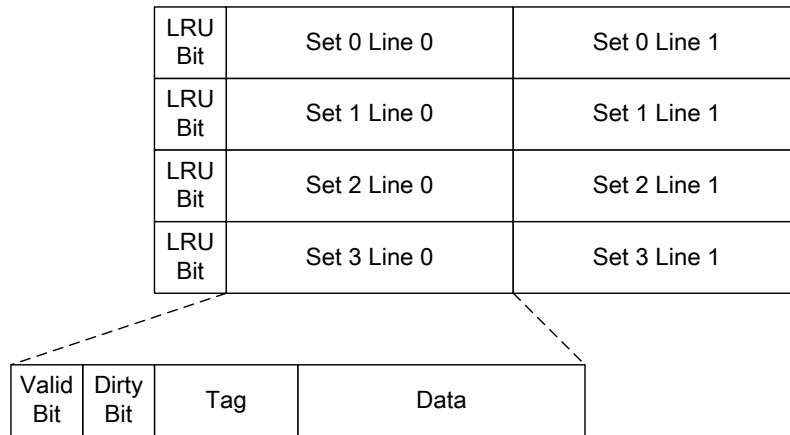 LRU
Bit
Set 0 Line 0
Set 0 Line 1
LRU
Bit
Set 1 Line 0
Set 1 Line 1
LRU
Bit
Set 2 Line 0
Set 2 Line 1
LRU
Bit
Set 3 Line 0
Set 3 Line 1
Valid
Bit
Dirty
Bit
Tag
Data